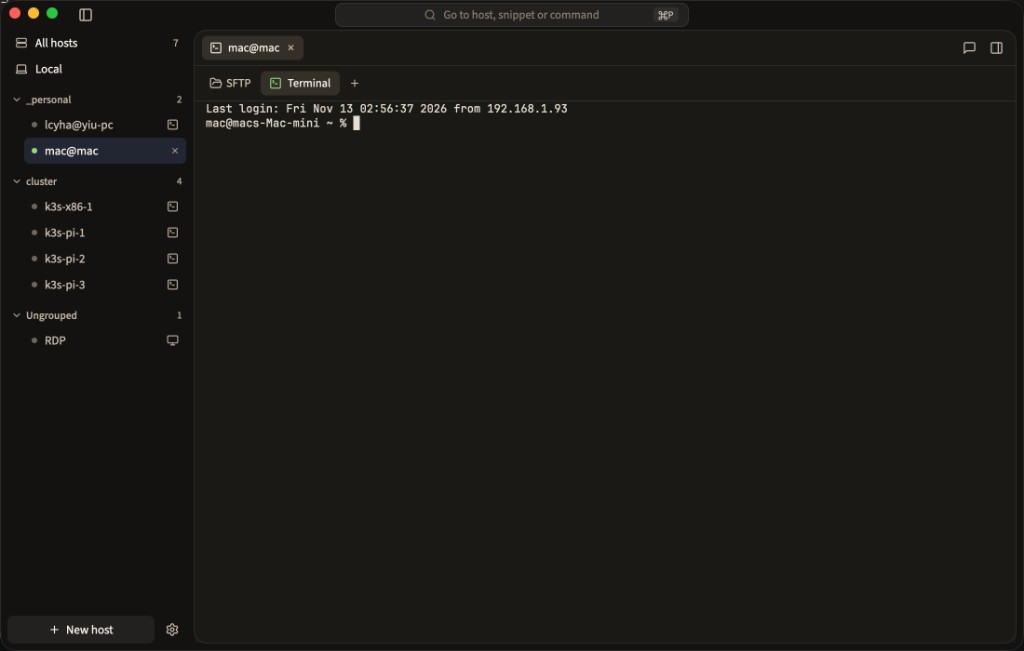 Go to host, snippet or command ⌘P
All hosts 7
Local
_personal 2
lcyha@yiu-pc
mac@mac
cluster 4
k3s-x86-1
k3s-pi-1
k3s-pi-2
k3s-pi-3
Ungrouped 1
RDP
New host
mac@mac
SFTP Terminal
Last login: Fri Nov 13 02:56:37 2026 from 192.168.1.93
mac@macs-Mac-mini ~ %